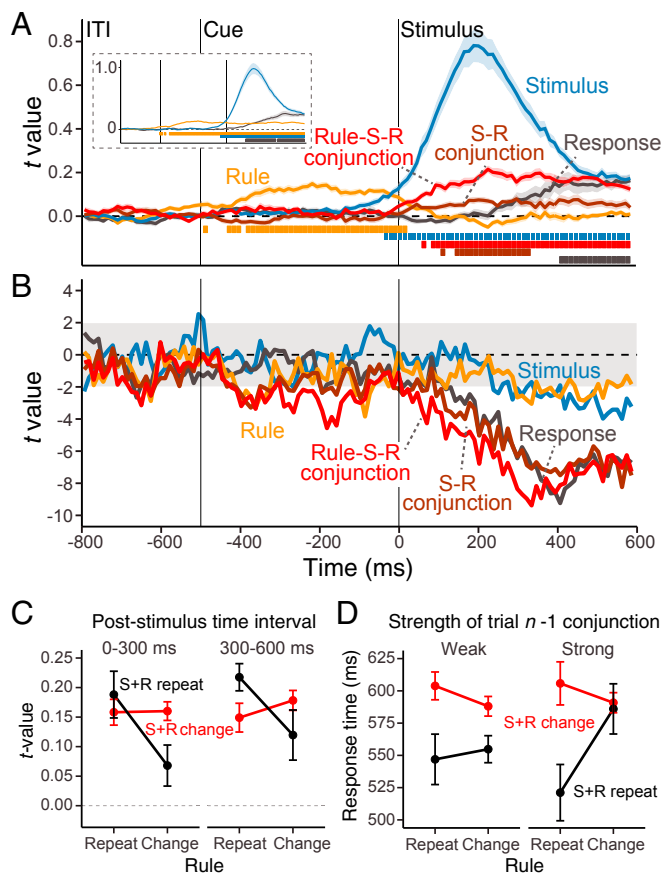 A
ITI
Cue
Stimulus
t value
0.8
0.6
0.4
0.2
0.0
1.0
0
Stimulus
Rule-S-R
conjunction
S-R
conjunction
Response
Rule
B
t value
4
2
0
-2
-4
-6
-8
-10
Stimulus
Rule
Rule-S-R
conjunction
S-R
conjunction
Response
-800 -600 -400 -200 0 200 400 600
Time (ms)
C
Post-stimulus time interval
0-300 ms
300-600 ms
t-value
0.25
0.20
0.15
0.10
0.05
0.00
S+R repeat
S+R change
Repeat Change
Repeat Change
Rule
D
Strength of trial n -1 conjunction
Weak
Strong
Response time (ms)
625
600
575
550
525
500
S+R change
S+R repeat
Repeat Change
Repeat Change
Rule